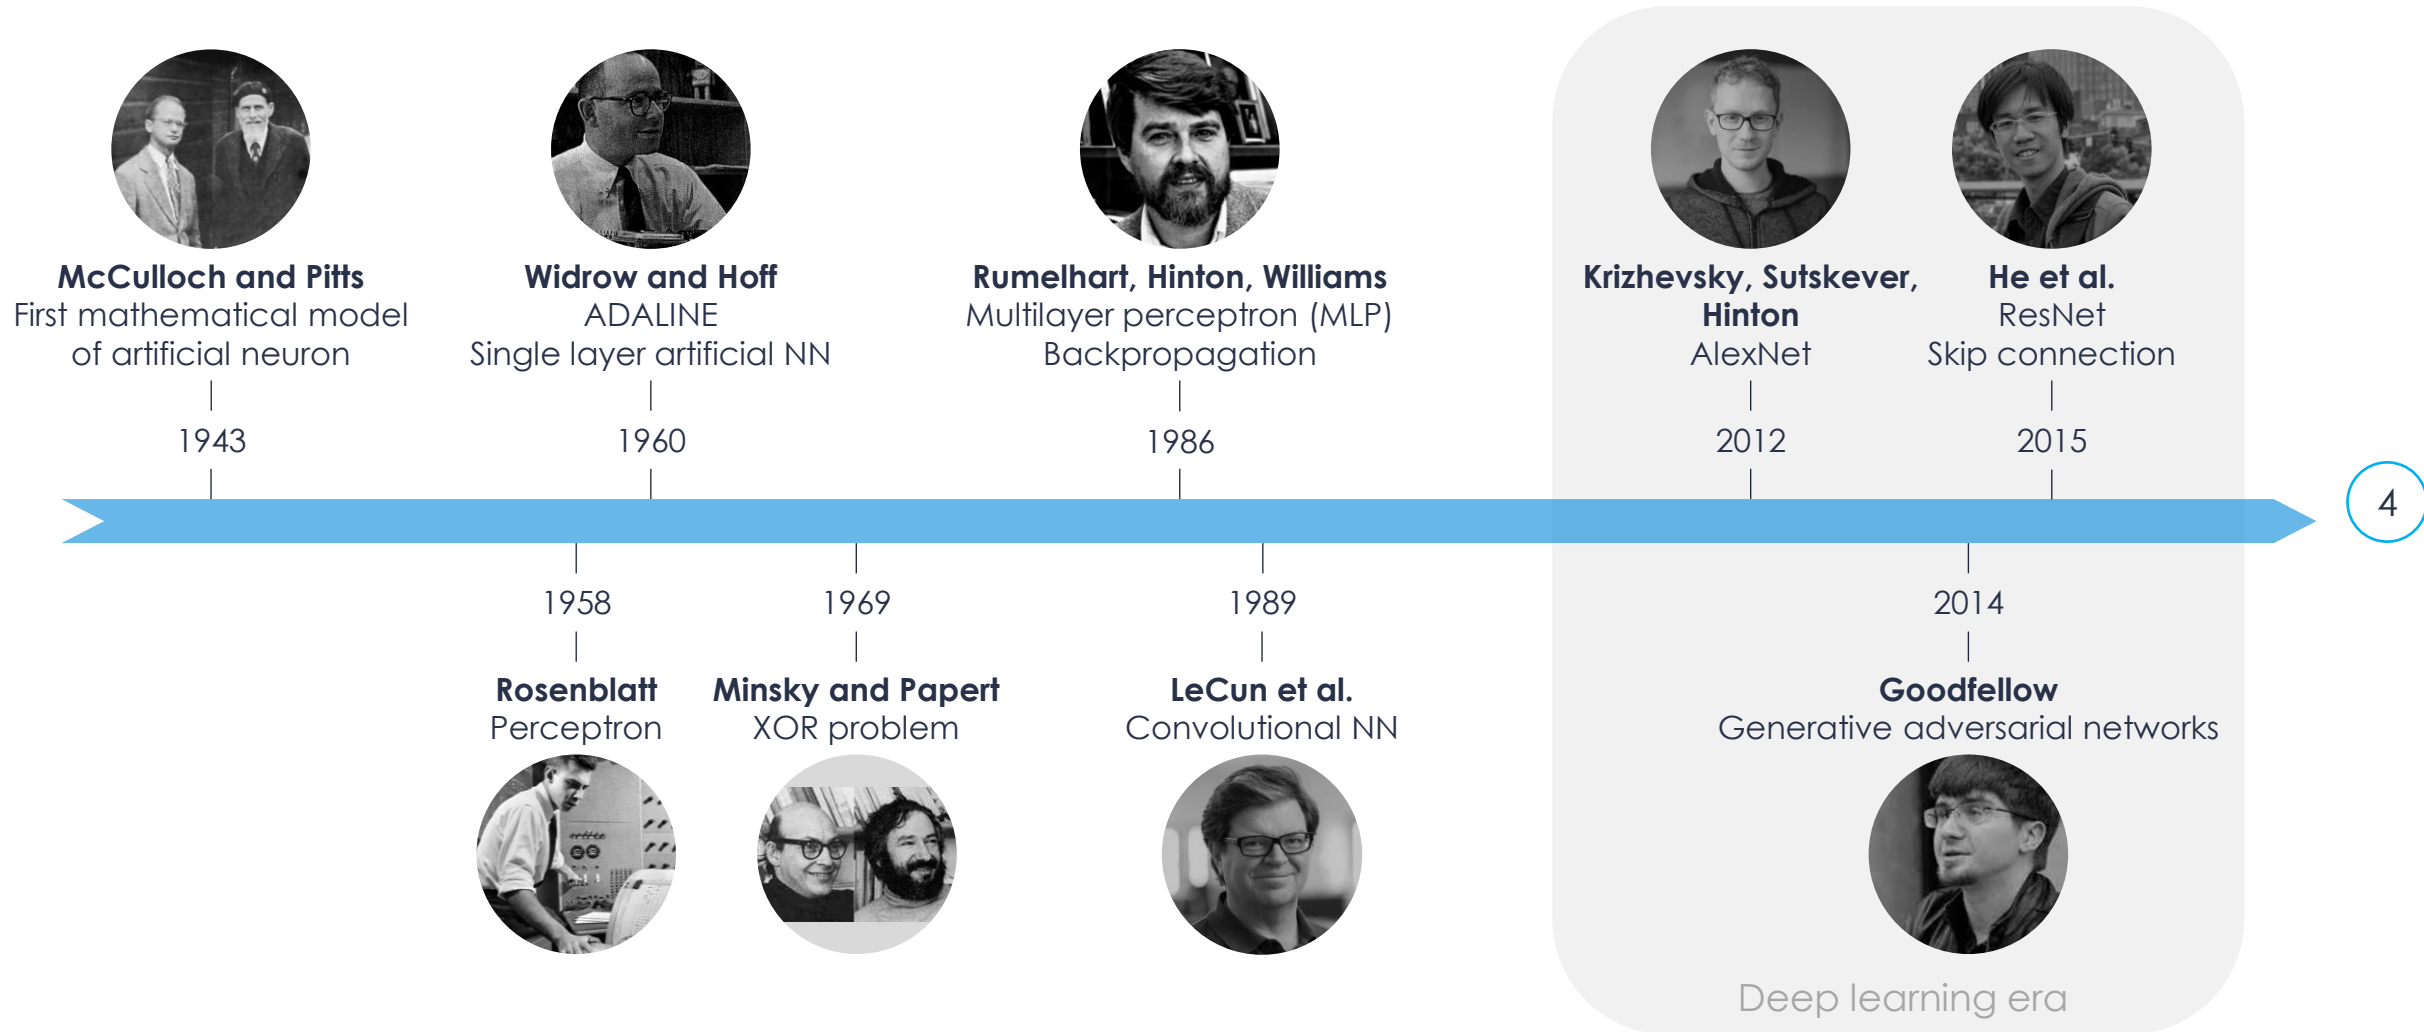 McCulloch and Pitts
First mathematical model
of artificial neuron
1943
Widrow and Hoff
ADALINE
Single layer artificial NN
1960
Rumelhart, Hinton, Williams
Multilayer perceptron (MLP)
Backpropagation
1986
Krizhevsky, Sutskever,
Hinton
AlexNet
2012
He et al.
ResNet
Skip connection
2015
4
1958
Rosenblatt
Perceptron
1969
Minsky and Papert
XOR problem
1989
LeCun et al.
Convolutional NN
2014
Goodfellow
Generative adversarial networks
Deep learning era